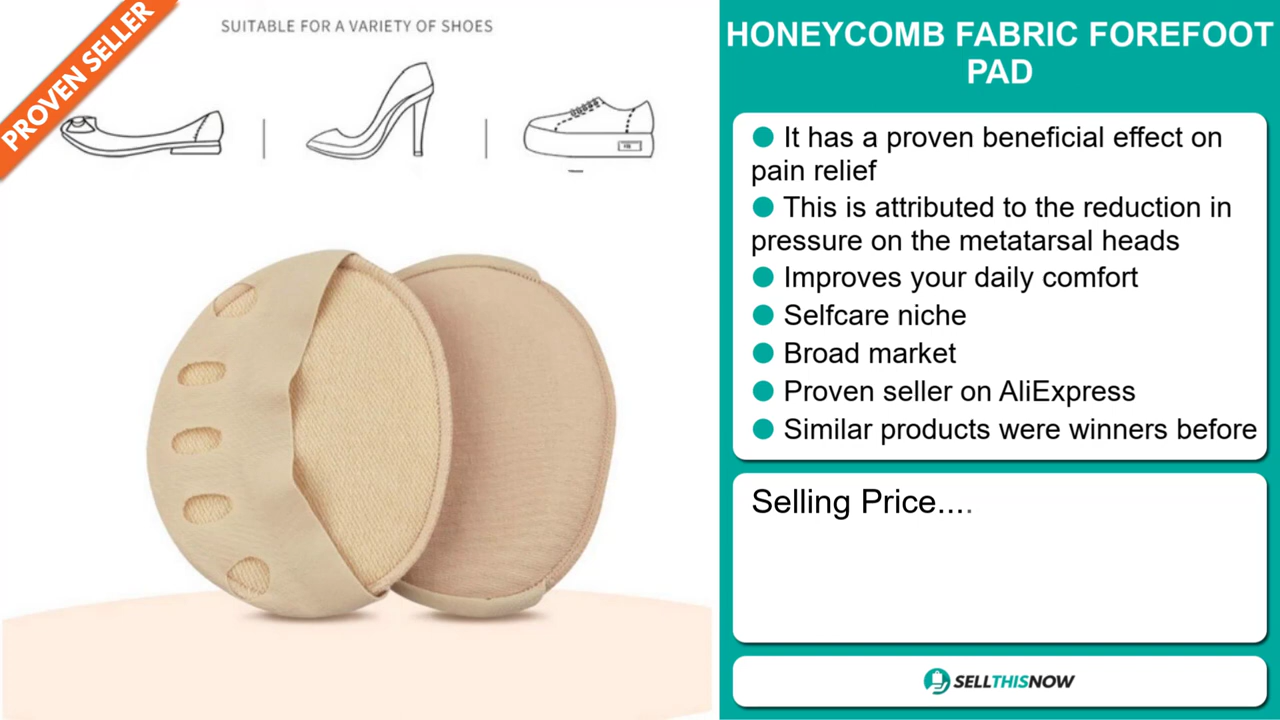 SUITABLE FOR A VARIETY OF SHOES
PROVEN SELLER
HONEYCOMB FABRIC FOREFOOT
PAD
● It has a proven beneficial effect on
pain relief
● This is attributed to the reduction in
pressure on the metatarsal heads
● Improves your daily comfort
● Selfcare niche
● Broad market
● Proven seller on AliExpress
● Similar products were winners before
Selling Price....
SELLTHISNOW